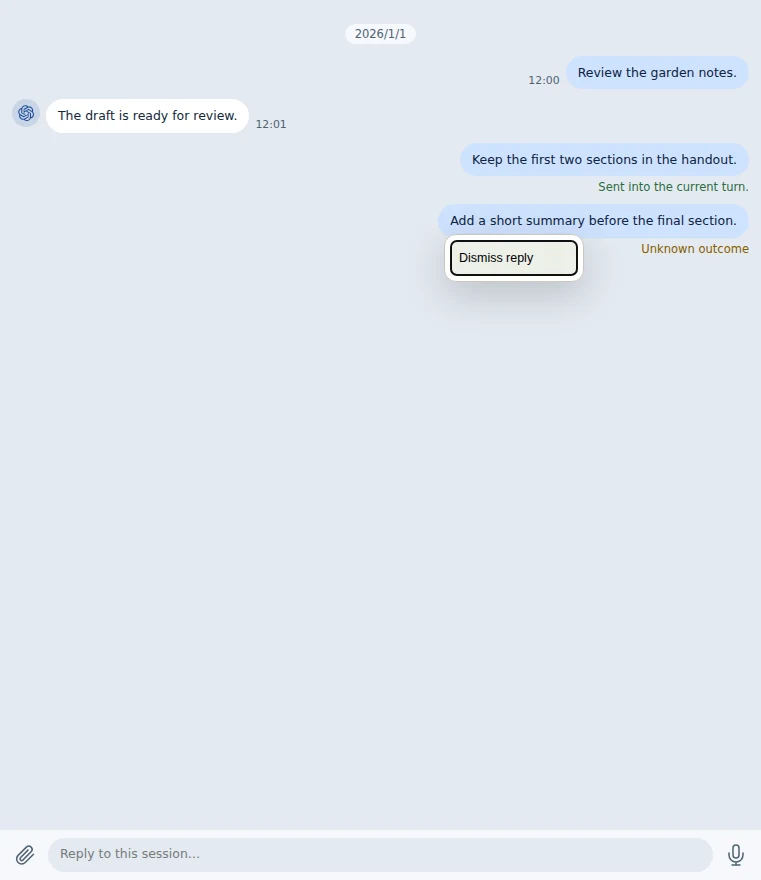 2026/1/1
12:00
Review the garden notes.
The draft is ready for review.
12:01
Keep the first two sections in the handout.
Sent into the current turn.
Add a short summary before the final section.
Unknown outcome
Dismiss reply
Reply to this session...